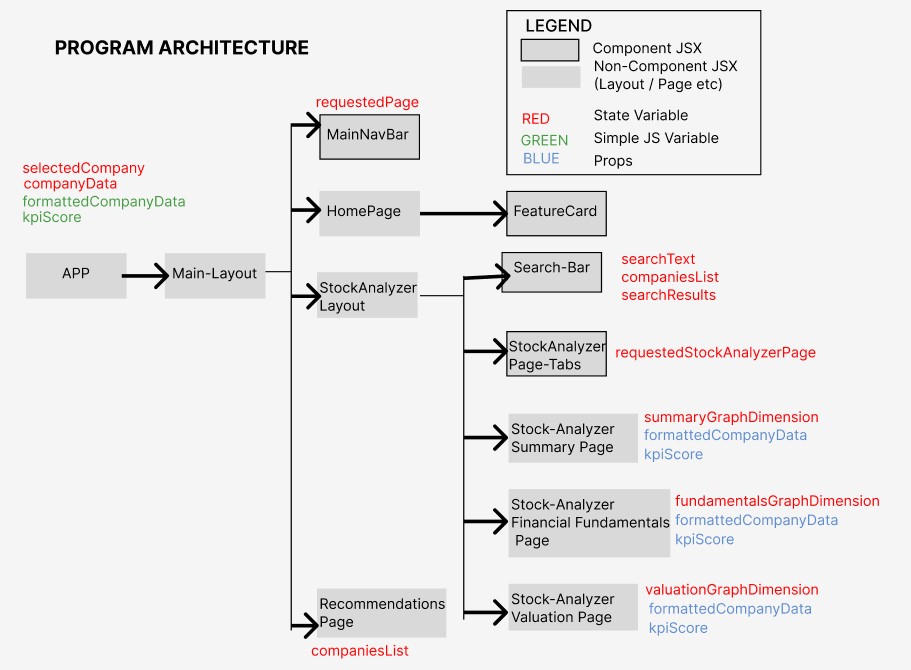 PROGRAM ARCHITECTURE
LEGEND
Component JSX
Non-Component JSX
(Layout / Page etc)
RED
State Variable
GREEN
Simple JS Variable
BLUE
Props
requestedPage
MainNavBar
selectedCompany
companyData
formattedCompanyData
kpiScore
HomePage
FeatureCard
APP
Main-Layout
StockAnalyzer
Layout
Search-Bar
searchText
companiesList
searchResults
StockAnalyzer
Page-Tabs
requestedStockAnalyzerPage
Stock-Analyzer
Summary Page
summaryGraphDimension
formattedCompanyData
kpiScore
Stock-Analyzer
Financial Fundamentals
Page
fundamentalsGraphDimension
formattedCompanyData
kpiScore
Recommendations
Page
companiesList
Stock-Analyzer
Valuation Page
valuationGraphDimension
formattedCompanyData
kpiScore